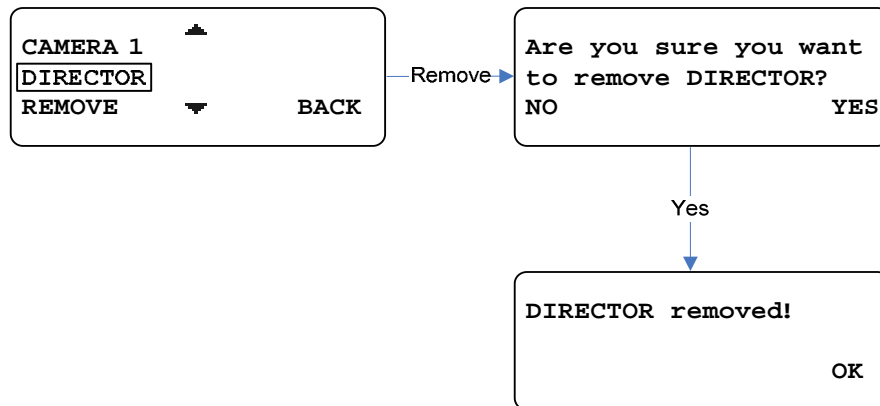 CAMERA 1
DIRECTOR
REMOVE BACK
Remove
Are you sure you want
to remove DIRECTOR?
NO YES
Yes
DIRECTOR removed!
OK